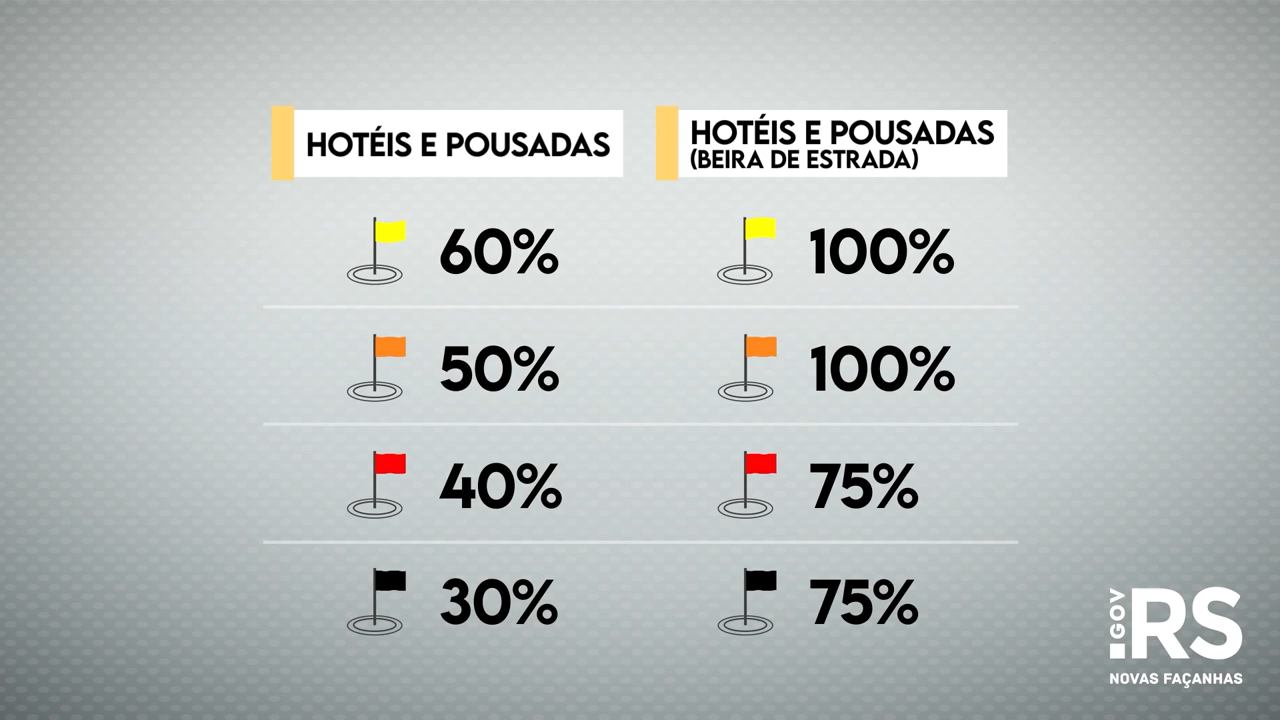 HOTÉIS E POUSADAS
HOTÉIS E POUSADAS
(BEIRA DE ESTRADA)
60%
100%
50%
100%
40%
75%
30%
75%
.GOV
RS
NOVAS FAÇANHAS